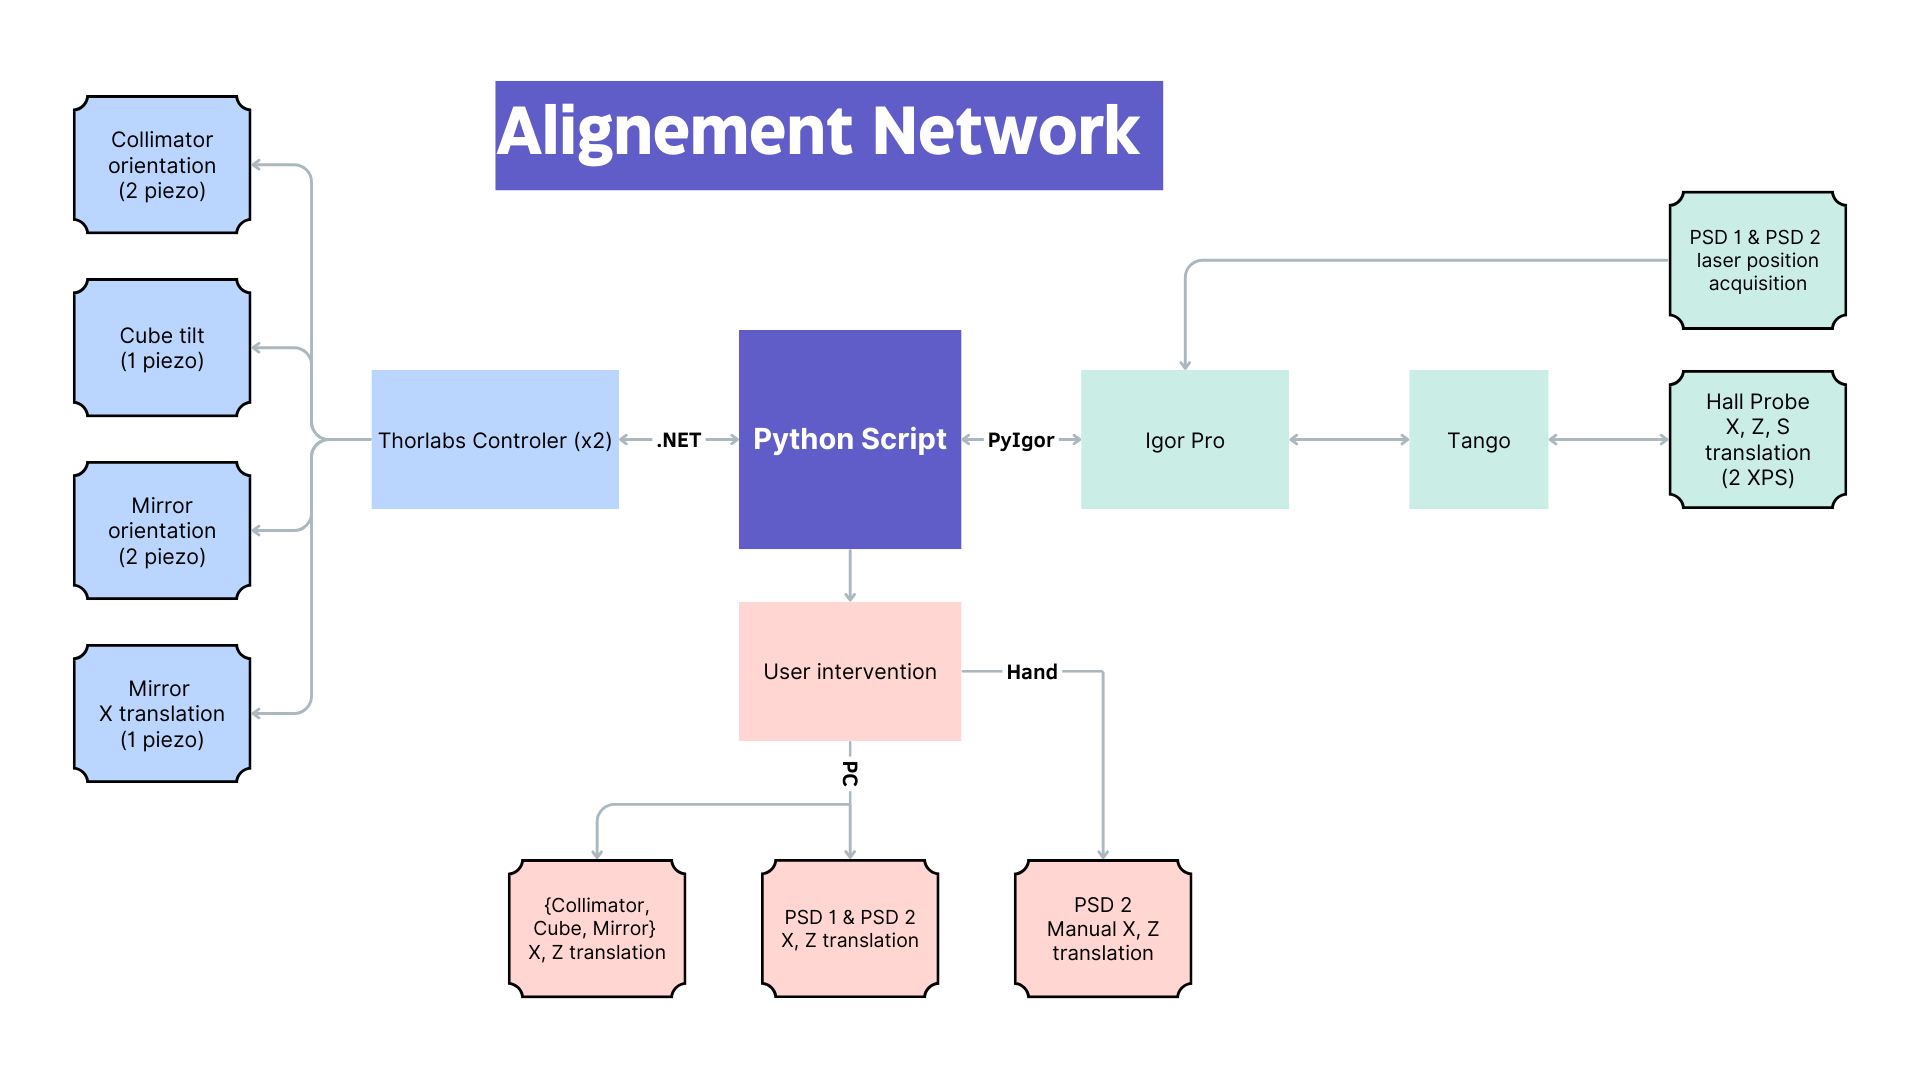 Alignement Network
Collimator
orientation
(2 piezo)
Cube tilt
(1 piezo)
Mirror
orientation
(2 piezo)
Mirror
X translation
(1 piezo)
Thorlabs Controler (x2)
.NET
Python Script
PyIgor
Igor Pro
Tango
PSD 1 & PSD 2
laser position
acquisition
Hall Probe
X, Z, S
translation
(2 XPS)
User intervention
Hand
PC
{Collimator,
Cube, Mirror}
X, Z translation
PSD 1 & PSD 2
X, Z translation
PSD 2
Manual X, Z
translation